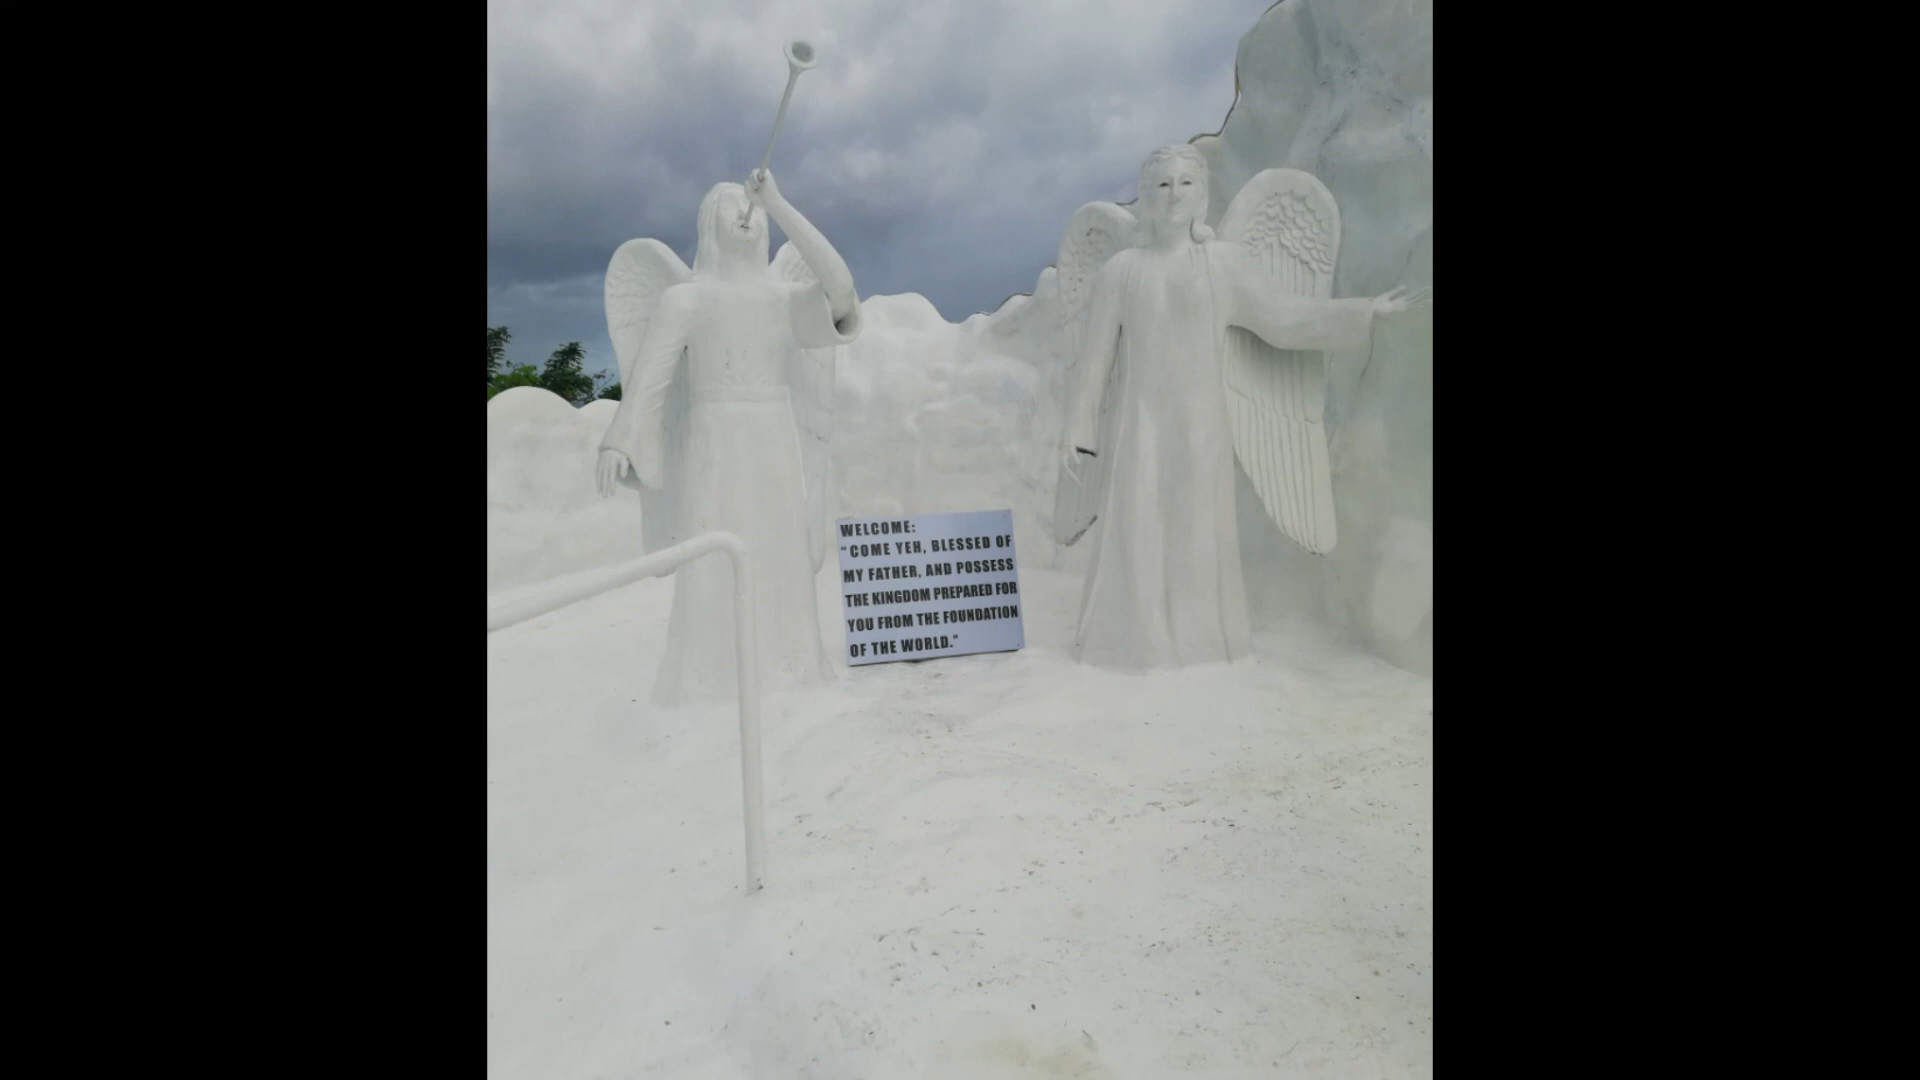 WELCOME:
"COME YEH, BLESSED OF
MY FATHER, AND POSSESS
THE KINGDOM PREPARED FOR
YOU FROM THE FOUNDATION
OF THE WORLD."